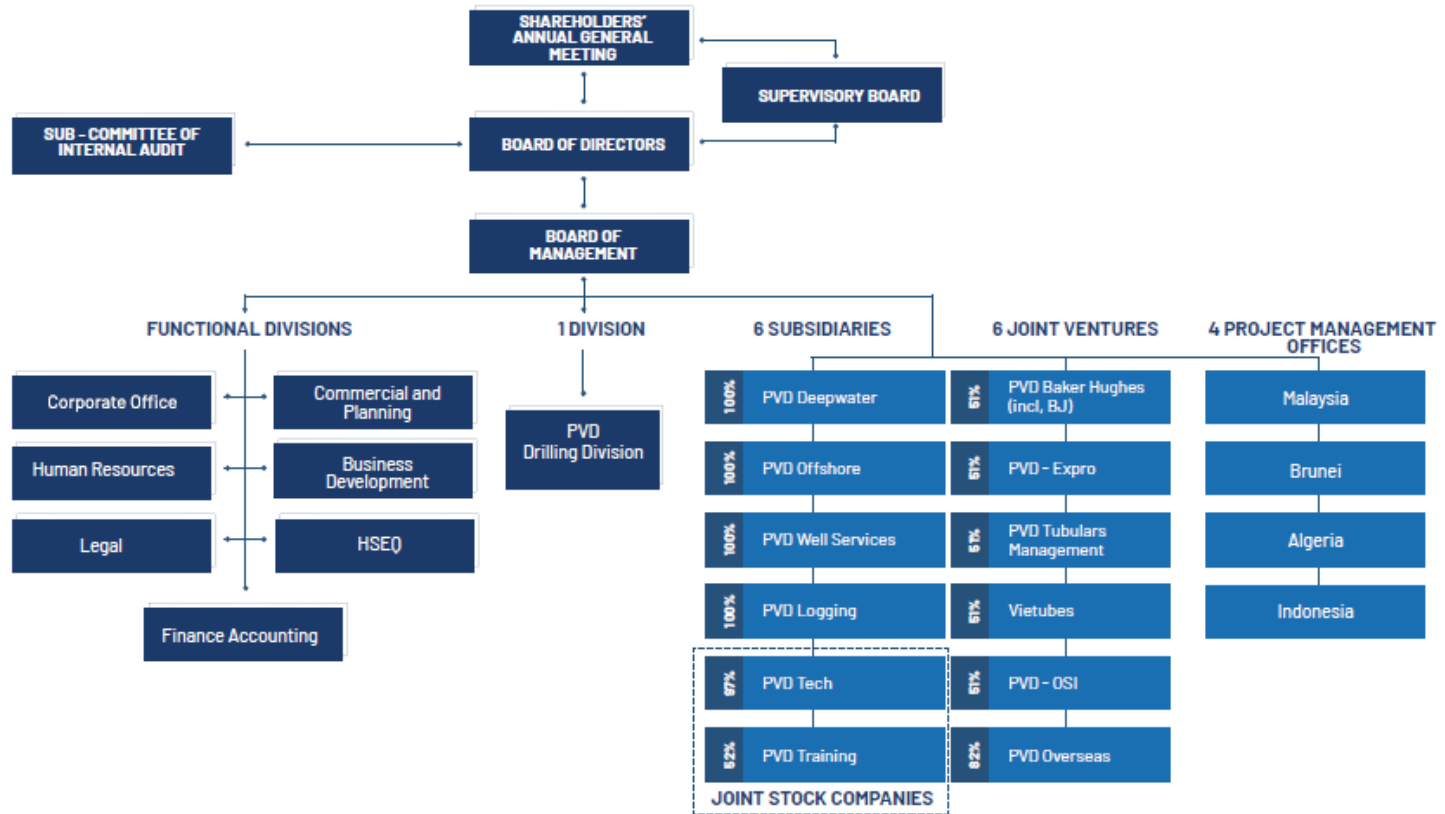 SHAREHOLDERS'
ANNUAL GENERAL
MEETING
SUPERVISORY BOARD
SUB - COMMITTEE OF
INTERNAL AUDIT
BOARD OF DIRECTORS
BOARD OF
MANAGEMENT
FUNCTIONAL DIVISIONS
Corporate Office
Commercial and
Planning
Human Resources
Business
Development
Legal
HSEQ
Finance Accounting
1 DIVISION
PVD
Drilling Division
6 SUBSIDIARIES
100% PVD Deepwater
100% PVD Offshore
100% PVD Well Services
100% PVD Logging
97% PVD Tech
52% PVD Training
JOINT STOCK COMPANIES
6 JOINT VENTURES
51% PVD Baker Hughes
(incl, BJ)
51% PVD - Expro
51% PVD Tubulars
Management
51% Vietubes
51% PVD - OSI
82% PVD Overseas
4 PROJECT MANAGEMENT
OFFICES
Malaysia
Brunei
Algeria
Indonesia